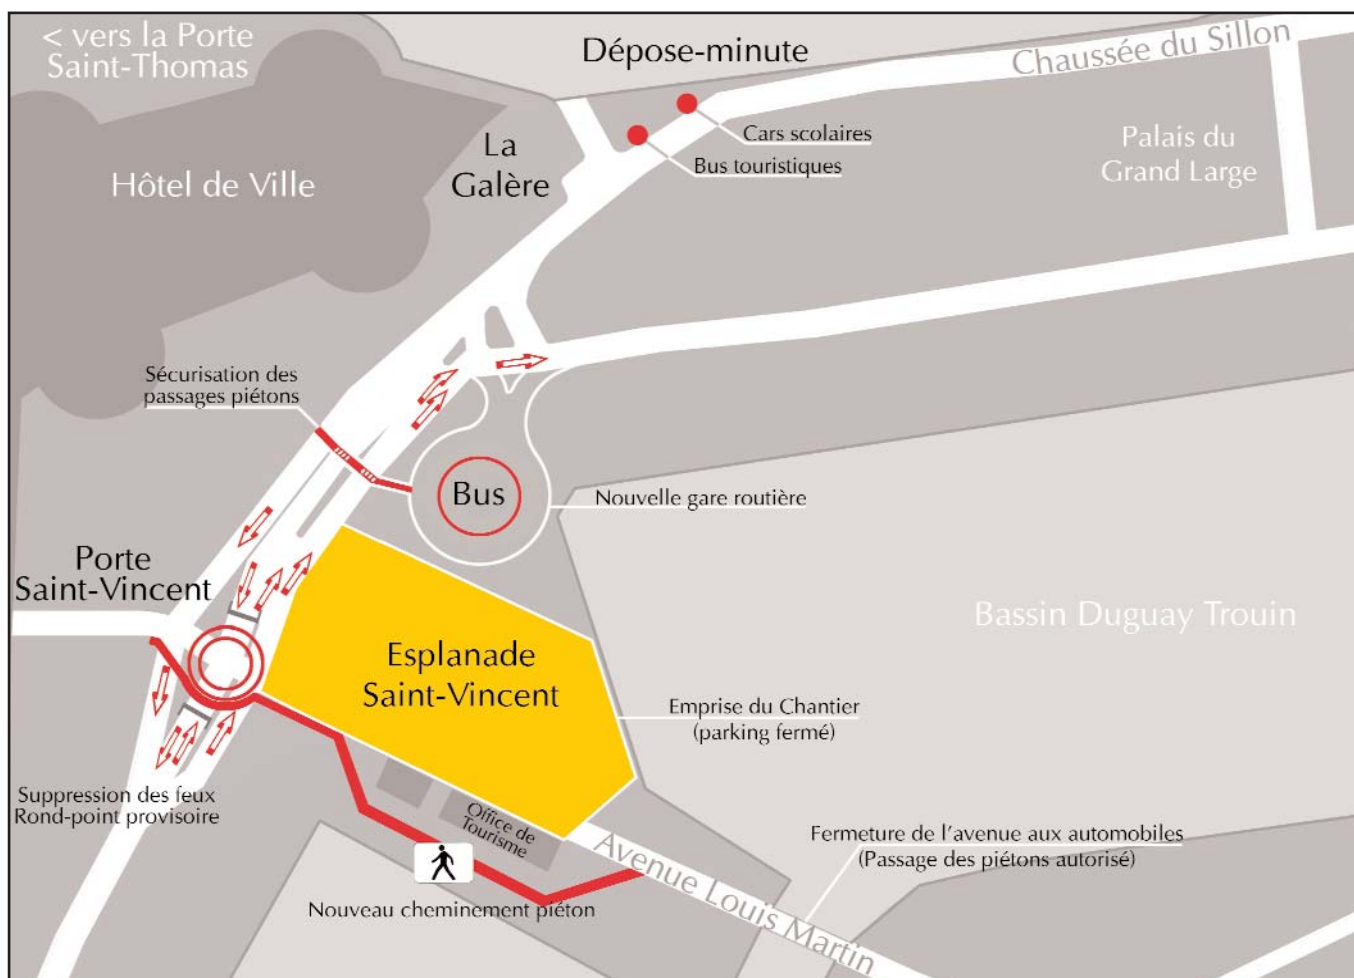 < vers la Porte
Saint-Thomas
Dépose-minute
Chaussée du Sillon
Cars scolaires
Bus touristiques
La
Galère
Palais du
Grand Large
Hôtel de Ville
Sécurisation des
passages piétons
Bus
Nouvelle gare routière
Porte
Saint-Vincent
Bassin Duguay Trouin
Esplanade
Saint-Vincent
Emprise du Chantier
(parking fermé)
Suppression des feux
Rond-point provisoire
Office de
Tourisme
Fermeture de l'avenue aux automobiles
(Passage des piétons autorisé)
Avenue Louis Martin
Nouveau cheminement piéton